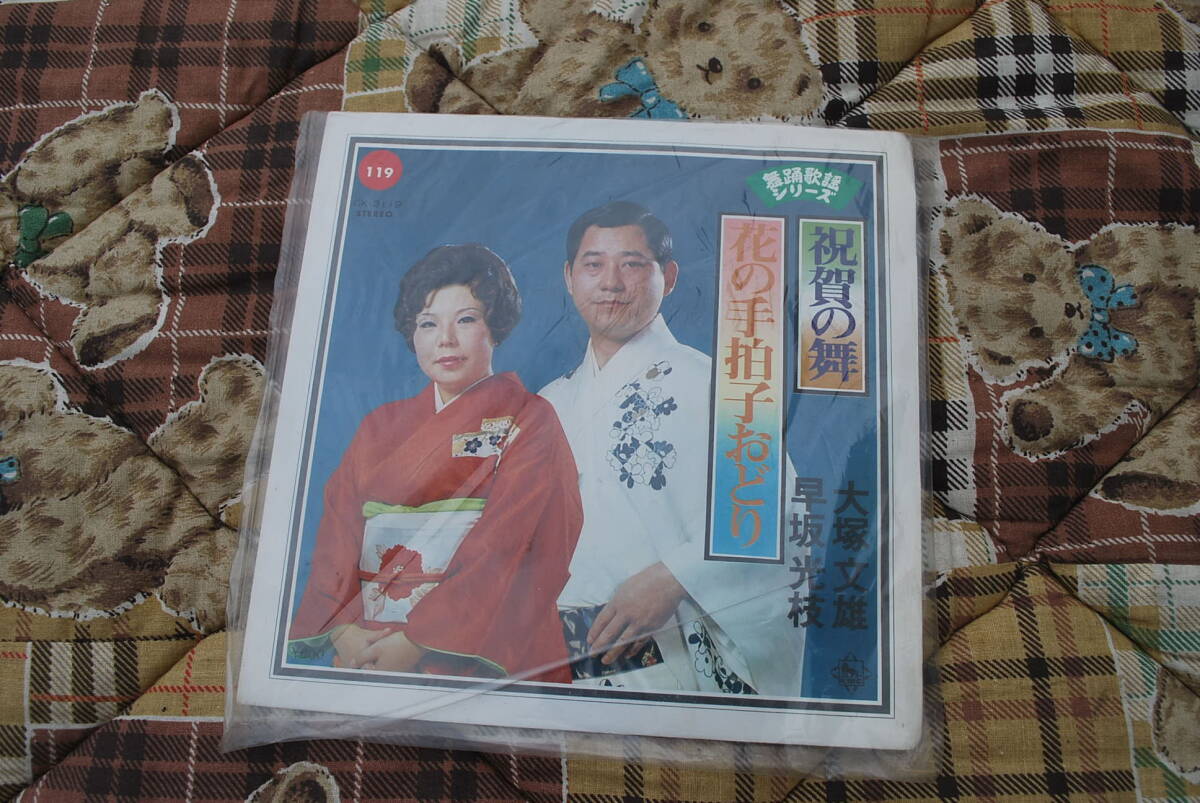 119
STEREO
舞踊歌謡
シリーズ
祝賀の舞
花の手拍子おどり
大塚文雄
早坂光枝